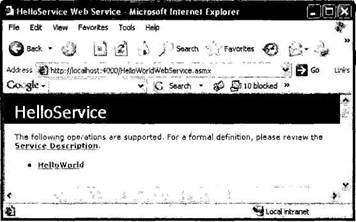 HelloService Web Service - Microsoft Internet Explorer
File Edit View Favorites Tools Help
Back Search Favorites
Address http://localhost:4000/HelloWorldWebService.asmx Go Links
Google Search 10 blocked
HelloService
The following operations are supported. For a formal definition, please review the
Service Description.
HelloWorld
Local intranet